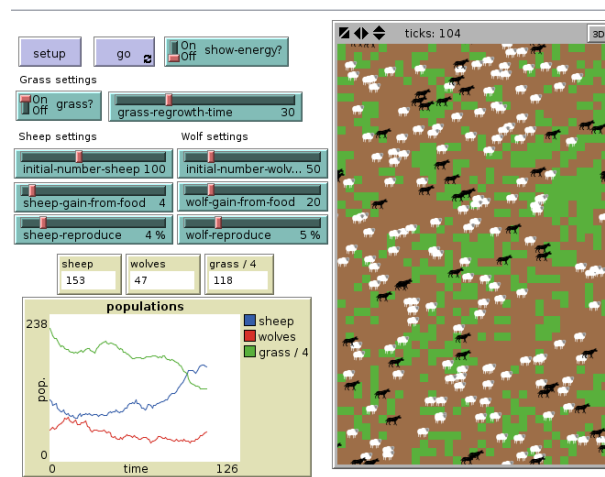 setup
go
On
Off
show-energy?
ticks: 104
3D
Grass settings
On
Off
grass?
grass-regrowth-time 30
Sheep settings
Wolf settings
initial-number-sheep 100
initial-number-wolv... 50
sheep-gain-from-food 4
wolf-gain-from-food 20
sheep-reproduce 4 %
wolf-reproduce 5 %
sheep
153
wolves
47
grass / 4
118
populations
238
pop.
0
0
time
126
sheep
wolves
grass / 4